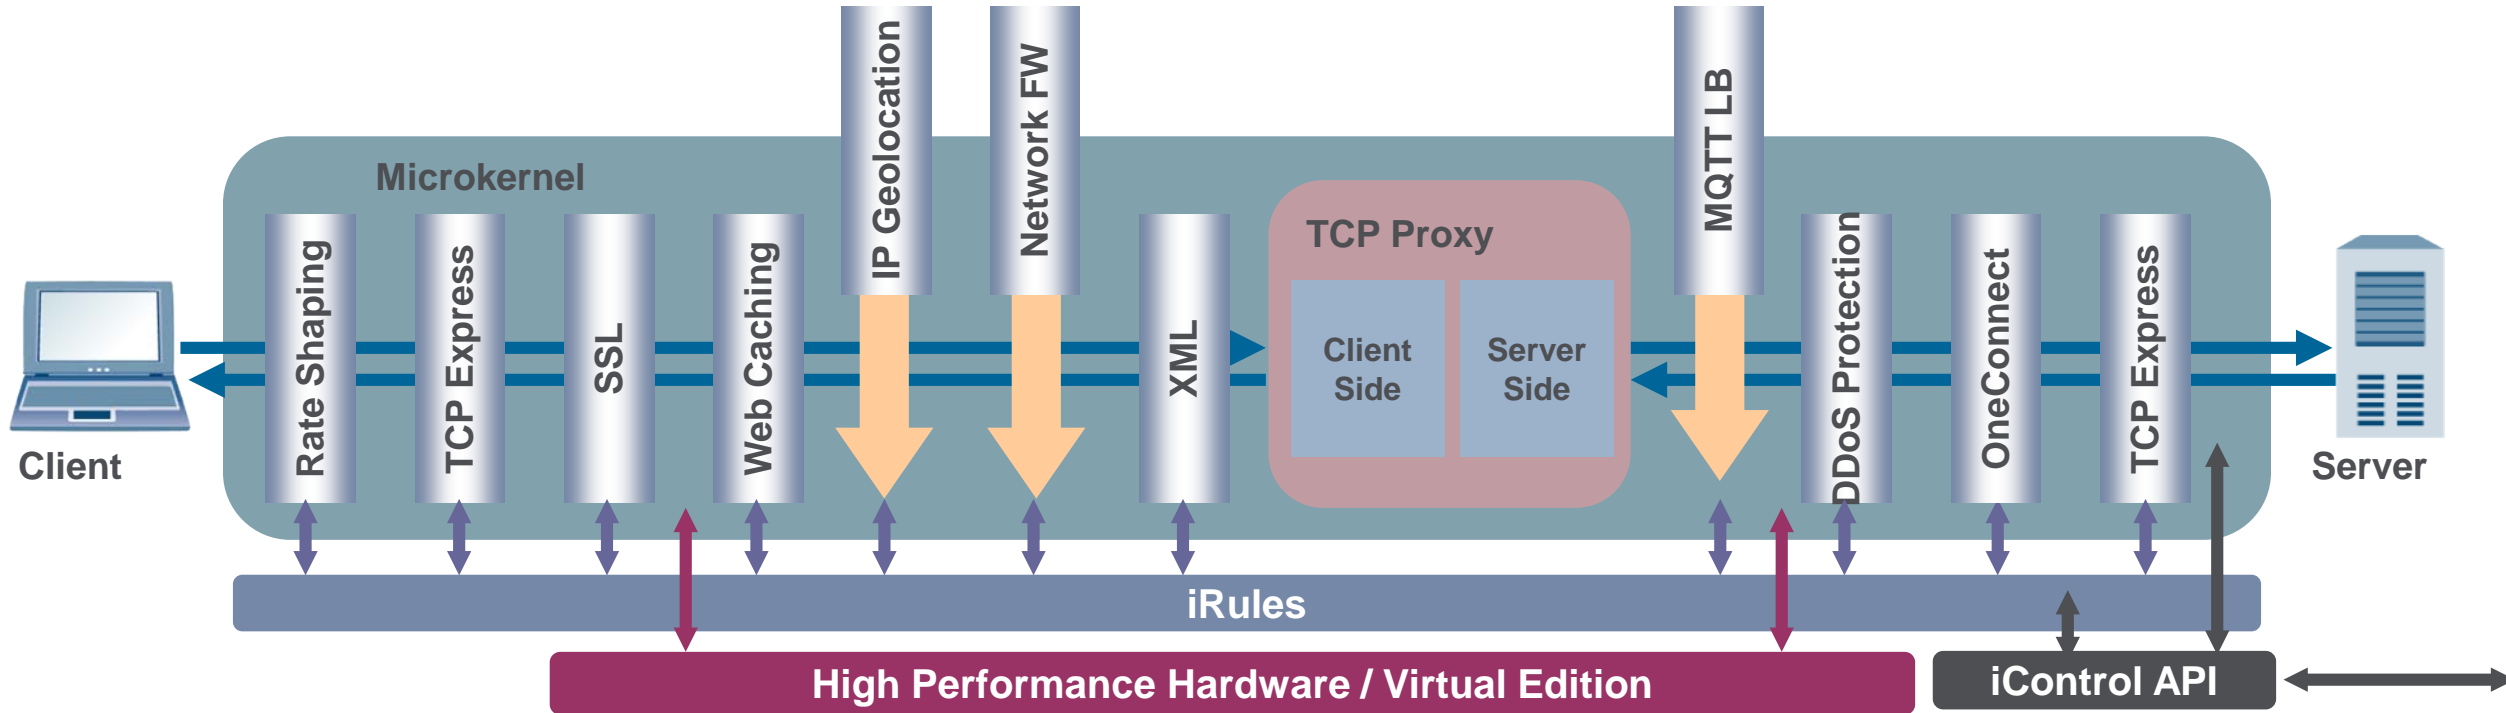 IP Geolocation
Network FW
MQTT LB
Microkernel
Rate Shaping
TCP Express
SSL
Web Caching
XML
TCP Proxy
Client
Side
Server
Side
DDoS Protection
OneConnect
TCP Express
Client
Server
iRules
High Performance Hardware / Virtual Edition
iControl API